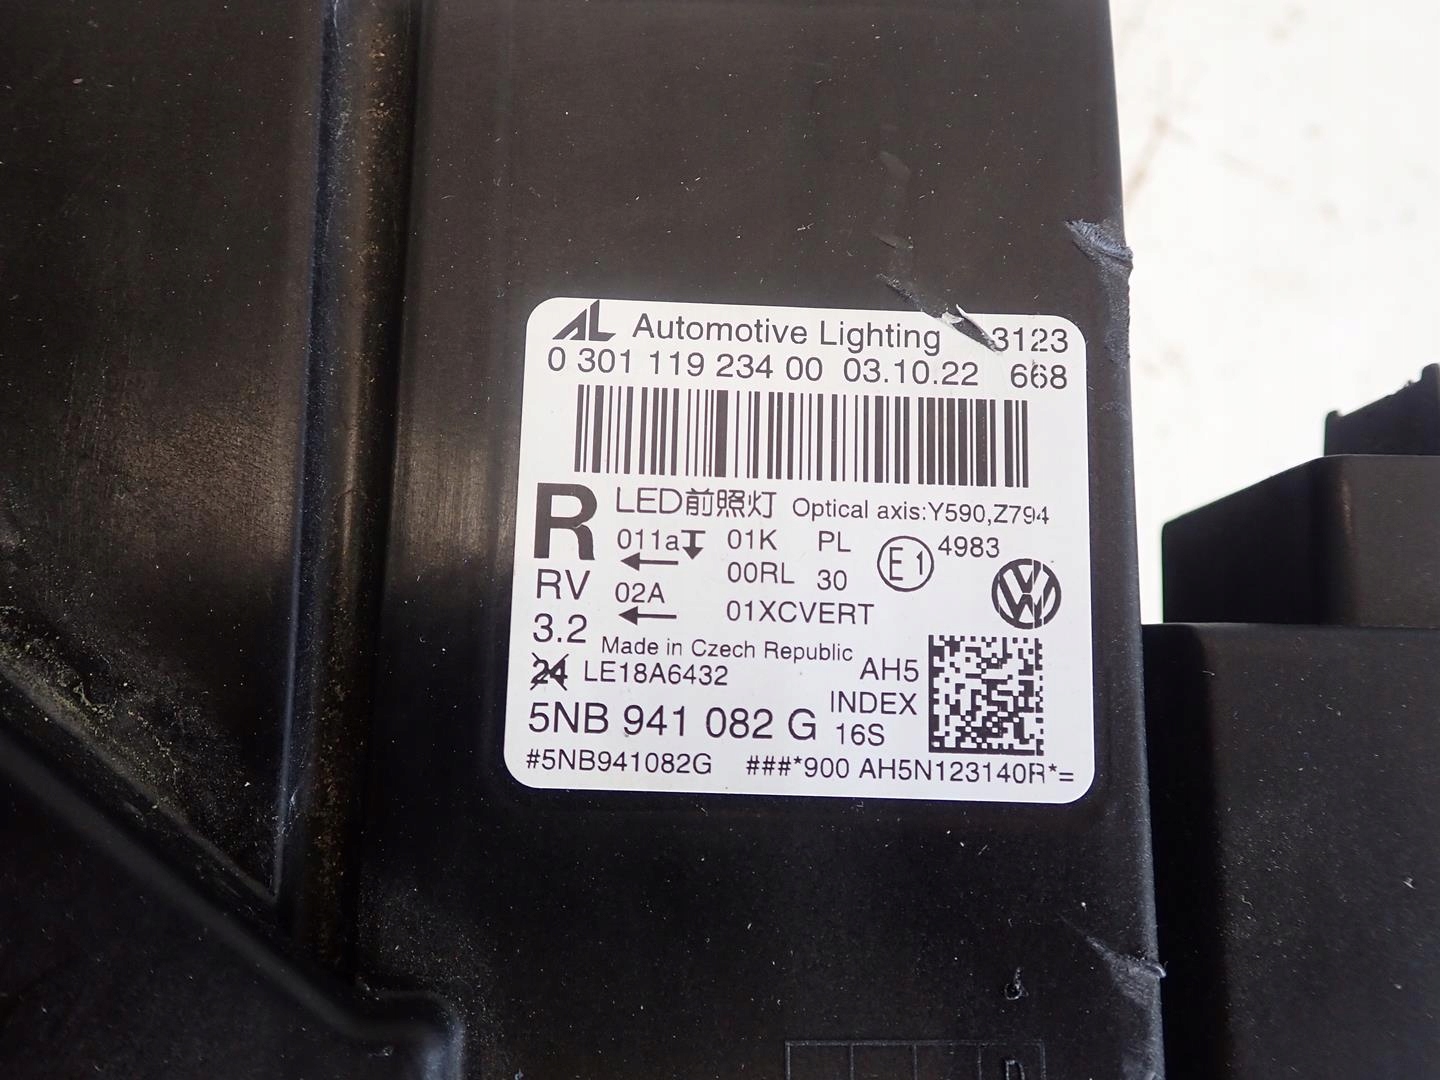 AL Automotive Lighting 3123
0 301 119 234 00 03.10.22 668
R LED前照灯 Optical axis:Y590,Z794
011a 01K PL E1 4983
RV 02A 00RL 30
3.2 01XCVERT
Made in Czech Republic
24 LE18A6432 AH5
5NB 941 082 G INDEX
16S
#5NB941082G ###*900 AH5N123140R*=